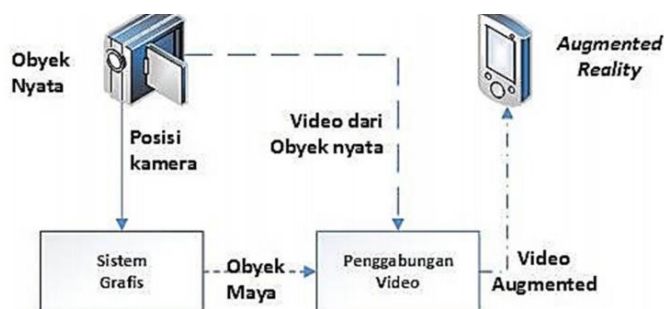 Obyek
Nyata
Augmented
Reality
Posisi
kamera
Video dari
Obyek nyata
Sistem
Grafis
Obyek
Maya
Penggabungan
Video
Video
Augmented